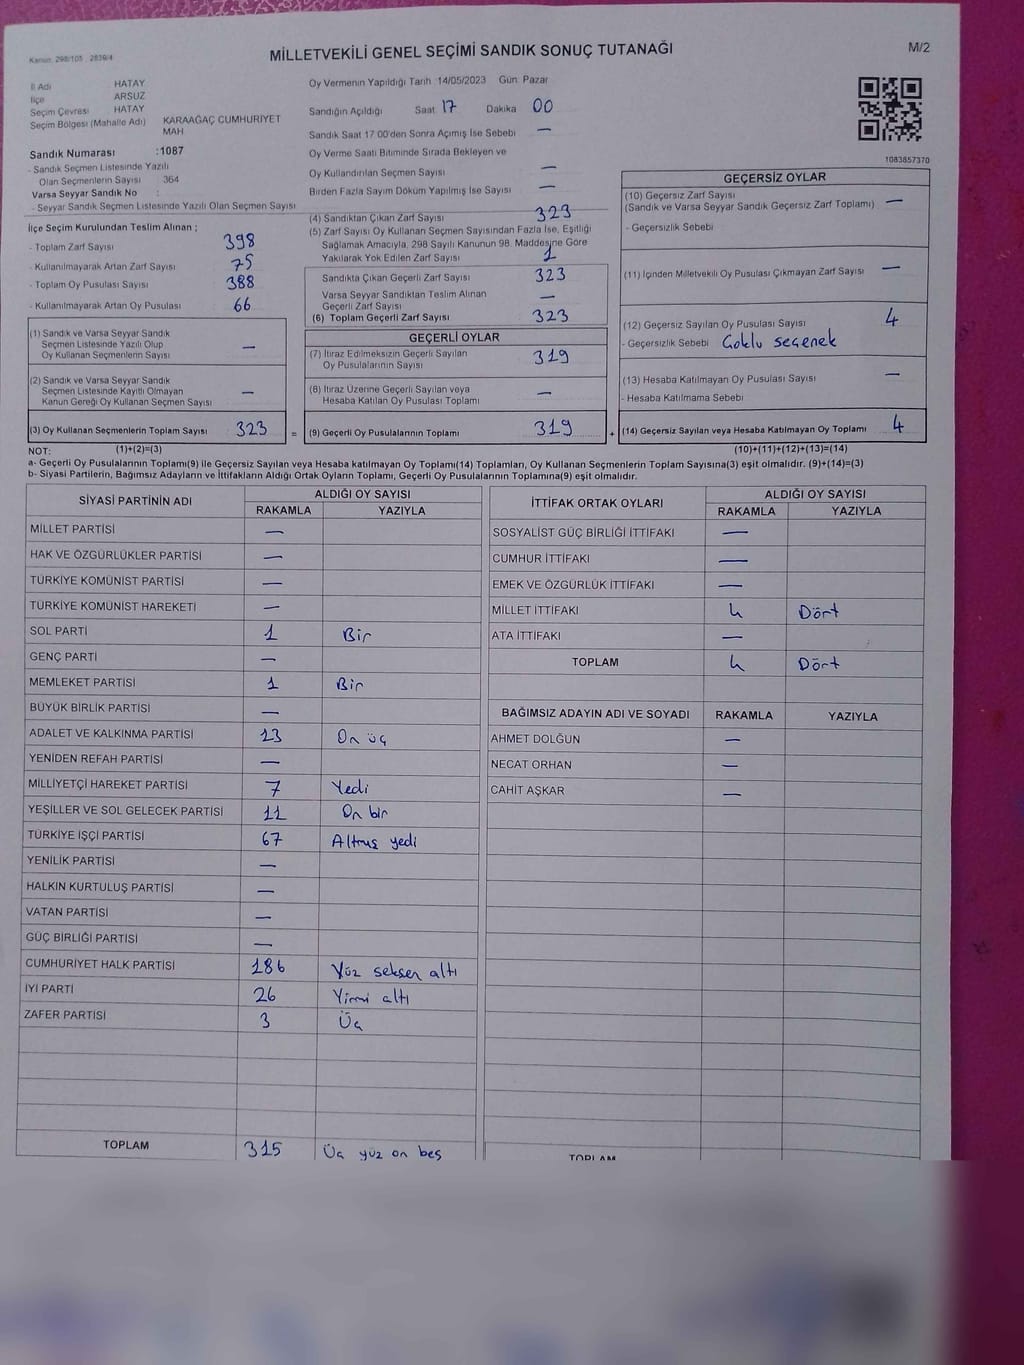 Kanun: 298/105 , 2839/4
MİLLETVEKİLİ GENEL SEÇİMİ SANDIK SONUÇ TUTANAĞI
M/2
İl Adı HATAY
İlçe ARSUZ
Seçim Çevresi HATAY
Seçim Bölgesi (Mahalle Adı) KARAAĞAÇ CUMHURİYET MAH
Sandık Numarası :1087
- Sandık Seçmen Listesinde Yazılı
Olan Seçmenlerin Sayısı 364
Varsa Seyyar Sandık No :
- Seyyar Sandık Seçmen Listesinde Yazılı Olan Seçmen Sayısı
Oy Vermenin Yapıldığı Tarih 14/05/2023 Gün Pazar
Sandığın Açıldığı Saat 17 Dakika 00
Sandık Saat 17.00'den Sonra Açımış İse Sebebi —
Oy Verme Saati Bitiminde Sırada Bekleyen ve
Oy Kullandırılan Seçmen Sayısı —
Birden Fazla Sayım Döküm Yapılmış İse Sayısı —
1083857370
İlçe Seçim Kurulundan Teslim Alınan ;
- Toplam Zarf Sayısı 398
- Kullanılmayarak Artan Zarf Sayısı 75
- Toplam Oy Pusulası Sayısı 388
- Kullanılmayarak Artan Oy Pusulası 66
(4) Sandıktan Çıkan Zarf Sayısı 323
(5) Zarf Sayısı Oy Kullanan Seçmen Sayısından Fazla İse, Eşitliği
Sağlamak Amacıyla, 298 Sayılı Kanunun 98. Maddesine Göre
Yakılarak Yok Edilen Zarf Sayısı 1
Sandıkta Çıkan Geçerli Zarf Sayısı 323
Varsa Seyyar Sandıktan Teslim Alınan
Geçerli Zarf Sayısı —
(6) Toplam Geçerli Zarf Sayısı 323
GEÇERSİZ OYLAR
(10) Geçersiz Zarf Sayısı
(Sandık ve Varsa Seyyar Sandık Geçersiz Zarf Toplamı) —
- Geçersizlik Sebebi
(11) İçinden Milletvekili Oy Pusulası Çıkmayan Zarf Sayısı —
(12) Geçersiz Sayılan Oy Pusulası Sayısı 4
- Geçersizlik Sebebi Çoklu seçenek
(13) Hesaba Katılmayan Oy Pusulası Sayısı —
- Hesaba Katılmama Sebebi
(1) Sandık ve Varsa Seyyar Sandık
Seçmen Listesinde Yazılı Olup
Oy Kullanan Seçmenlerin Sayısı —
(2) Sandık ve Varsa Seyyar Sandık
Seçmen Listesinde Kayıtlı Olmayan
Kanun Gereği Oy Kullanan Seçmen Sayısı —
GEÇERLİ OYLAR
(7) İtiraz Edilmeksizin Geçerli Sayılan
Oy Pusulalarının Sayısı 319
(8) İtiraz Üzerine Geçerli Sayılan veya
Hesaba Katılan Oy Pusulası Toplamı —
(3) Oy Kullanan Seçmenlerin Toplam Sayısı 323 = (9) Geçerli Oy Pusulalarının Toplamı 319 + (14) Geçersiz Sayılan veya Hesaba Katılmayan Oy Toplamı 4
NOT: (1)+(2)=(3) (10)+(11)+(12)+(13)=(14)
a- Geçerli Oy Pusulalarının Toplamı(9) ile Geçersiz Sayılan veya Hesaba katılmayan Oy Toplamı(14) Toplamları, Oy Kullanan Seçmenlerin Toplam Sayısına(3) eşit olmalıdır. (9)+(14)=(3)
b- Siyasi Partilerin, Bağımsız Adayların ve İttifakların Aldığı Ortak Oyların Toplamı, Geçerli Oy Pusulalarının Toplamına(9) eşit olmalıdır.
SİYASİ PARTİNİN ADI ALDIĞI OY SAYISI
RAKAMLA YAZIYLA
MİLLET PARTİSİ —
HAK VE ÖZGÜRLÜKLER PARTİSİ —
TÜRKİYE KOMÜNİST PARTİSİ —
TÜRKİYE KOMÜNİST HAREKETİ —
SOL PARTİ 1 Bir
GENÇ PARTİ —
MEMLEKET PARTİSİ 1 Bir
BÜYÜK BİRLİK PARTİSİ —
ADALET VE KALKINMA PARTİSİ 13 On üç
YENİDEN REFAH PARTİSİ —
MİLLİYETÇİ HAREKET PARTİSİ 7 Yedi
YEŞİLLER VE SOL GELECEK PARTİSİ 11 On bir
TÜRKİYE İŞÇİ PARTİSİ 67 Altmış yedi
YENİLİK PARTİSİ —
HALKIN KURTULUŞ PARTİSİ —
VATAN PARTİSİ —
GÜÇ BİRLİĞİ PARTİSİ —
CUMHURİYET HALK PARTİSİ 186 Yüz seksen altı
İYİ PARTİ 26 Yirmi altı
ZAFER PARTİSİ 3 Üç
TOPLAM 315 Üç yüz on beş
İTTİFAK ORTAK OYLARI ALDIĞI OY SAYISI
RAKAMLA YAZIYLA
SOSYALİST GÜÇ BİRLİĞİ İTTİFAKI —
CUMHUR İTTİFAKI —
EMEK VE ÖZGÜRLÜK İTTİFAKI —
MİLLET İTTİFAKI 4 Dört
ATA İTTİFAKI —
TOPLAM 4 Dört
BAĞIMSIZ ADAYIN ADI VE SOYADI RAKAMLA YAZIYLA
AHMET DOLĞUN —
NECAT ORHAN —
CAHİT AŞKAR —
TOPLAM